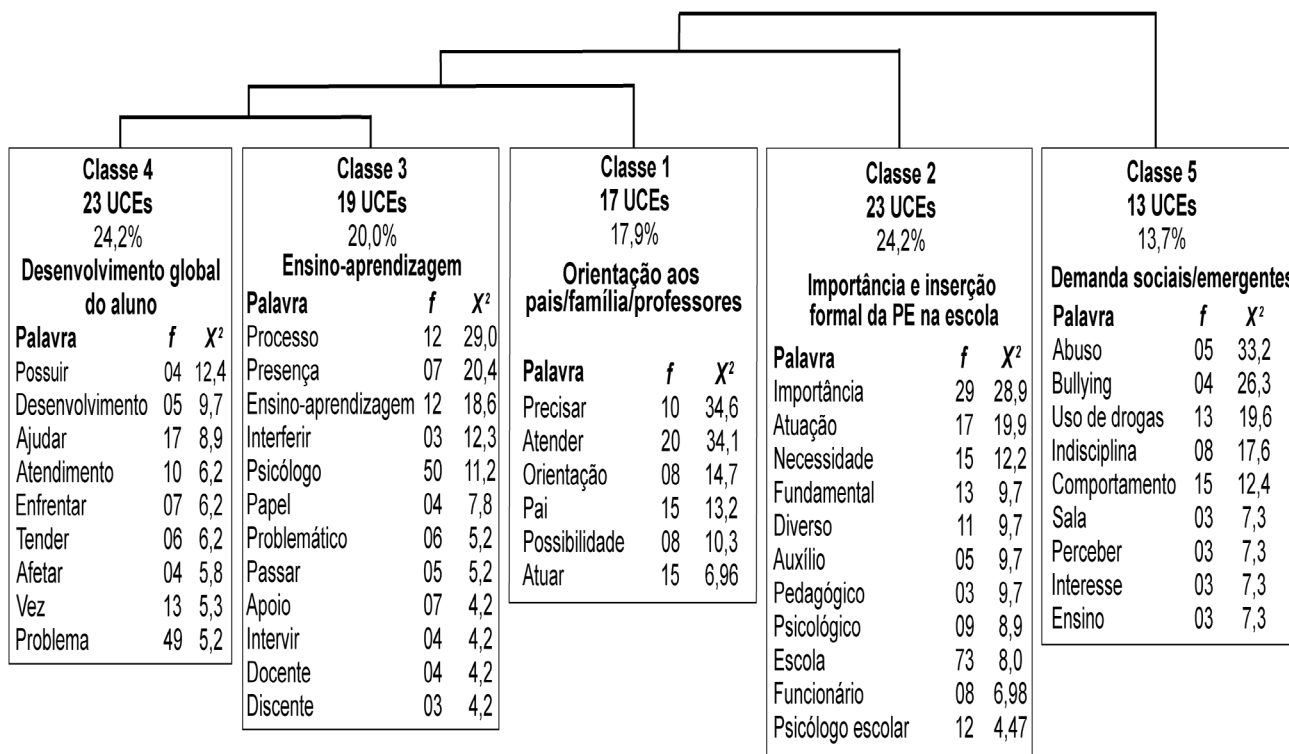 Classe 4
23 UCEs
24,2%
Desenvolvimento global
do aluno
Palavra f X²
Possuir 04 12,4
Desenvolvimento 05 9,7
Ajudar 17 8,9
Atendimento 10 6,2
Enfrentar 07 6,2
Tender 06 6,2
Afetar 04 5,8
Vez 13 5,3
Problema 49 5,2
Classe 3
19 UCEs
20,0%
Ensino-aprendizagem
Palavra f X²
Processo 12 29,0
Presença 07 20,4
Ensino-aprendizagem 12 18,6
Interferir 03 12,3
Psicólogo 50 11,2
Papel 04 7,8
Problemático 06 5,2
Passar 05 5,2
Apoio 07 4,2
Intervir 04 4,2
Docente 04 4,2
Discente 03 4,2
Classe 1
17 UCEs
17,9%
Orientação aos
pais/família/professores
Palavra f X²
Precisar 10 34,6
Atender 20 34,1
Orientação 08 14,7
Pai 15 13,2
Possibilidade 08 10,3
Atuar 15 6,96
Classe 2
23 UCEs
24,2%
Importância e inserção
formal da PE na escola
Palavra f X²
Importância 29 28,9
Atuação 17 19,9
Necessidade 15 12,2
Fundamental 13 9,7
Diverso 11 9,7
Auxílio 05 9,7
Pedagógico 03 9,7
Psicológico 09 8,9
Escola 73 8,0
Funcionário 08 6,98
Psicólogo escolar 12 4,47
Classe 5
13 UCEs
13,7%
Demanda sociais/emergentes
Palavra f X²
Abuso 05 33,2
Bullying 04 26,3
Uso de drogas 13 19,6
Indisciplina 08 17,6
Comportamento 15 12,4
Sala 03 7,3
Perceber 03 7,3
Interesse 03 7,3
Ensino 03 7,3